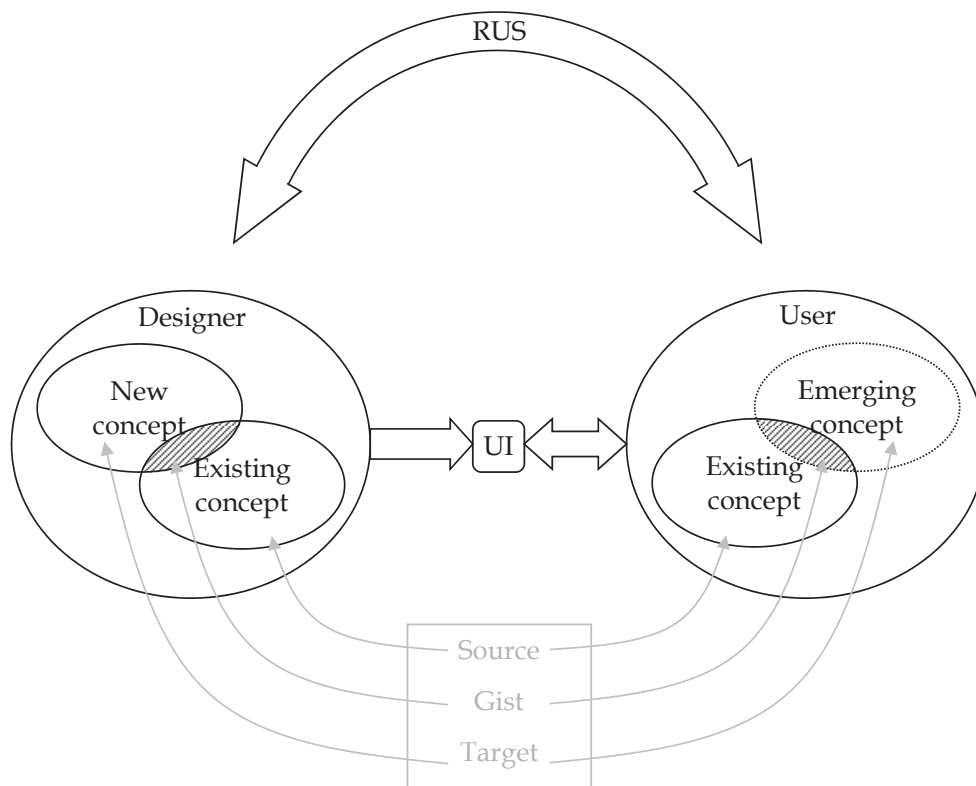 RUS
Designer
New
concept
Existing
concept
UI
User
Emerging
concept
Existing
concept
Source
Gist
Target